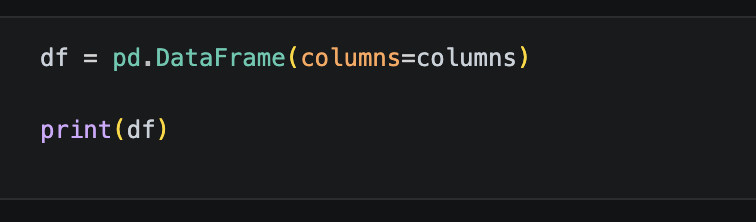 df = pd.DataFrame(columns=columns)
print(df)